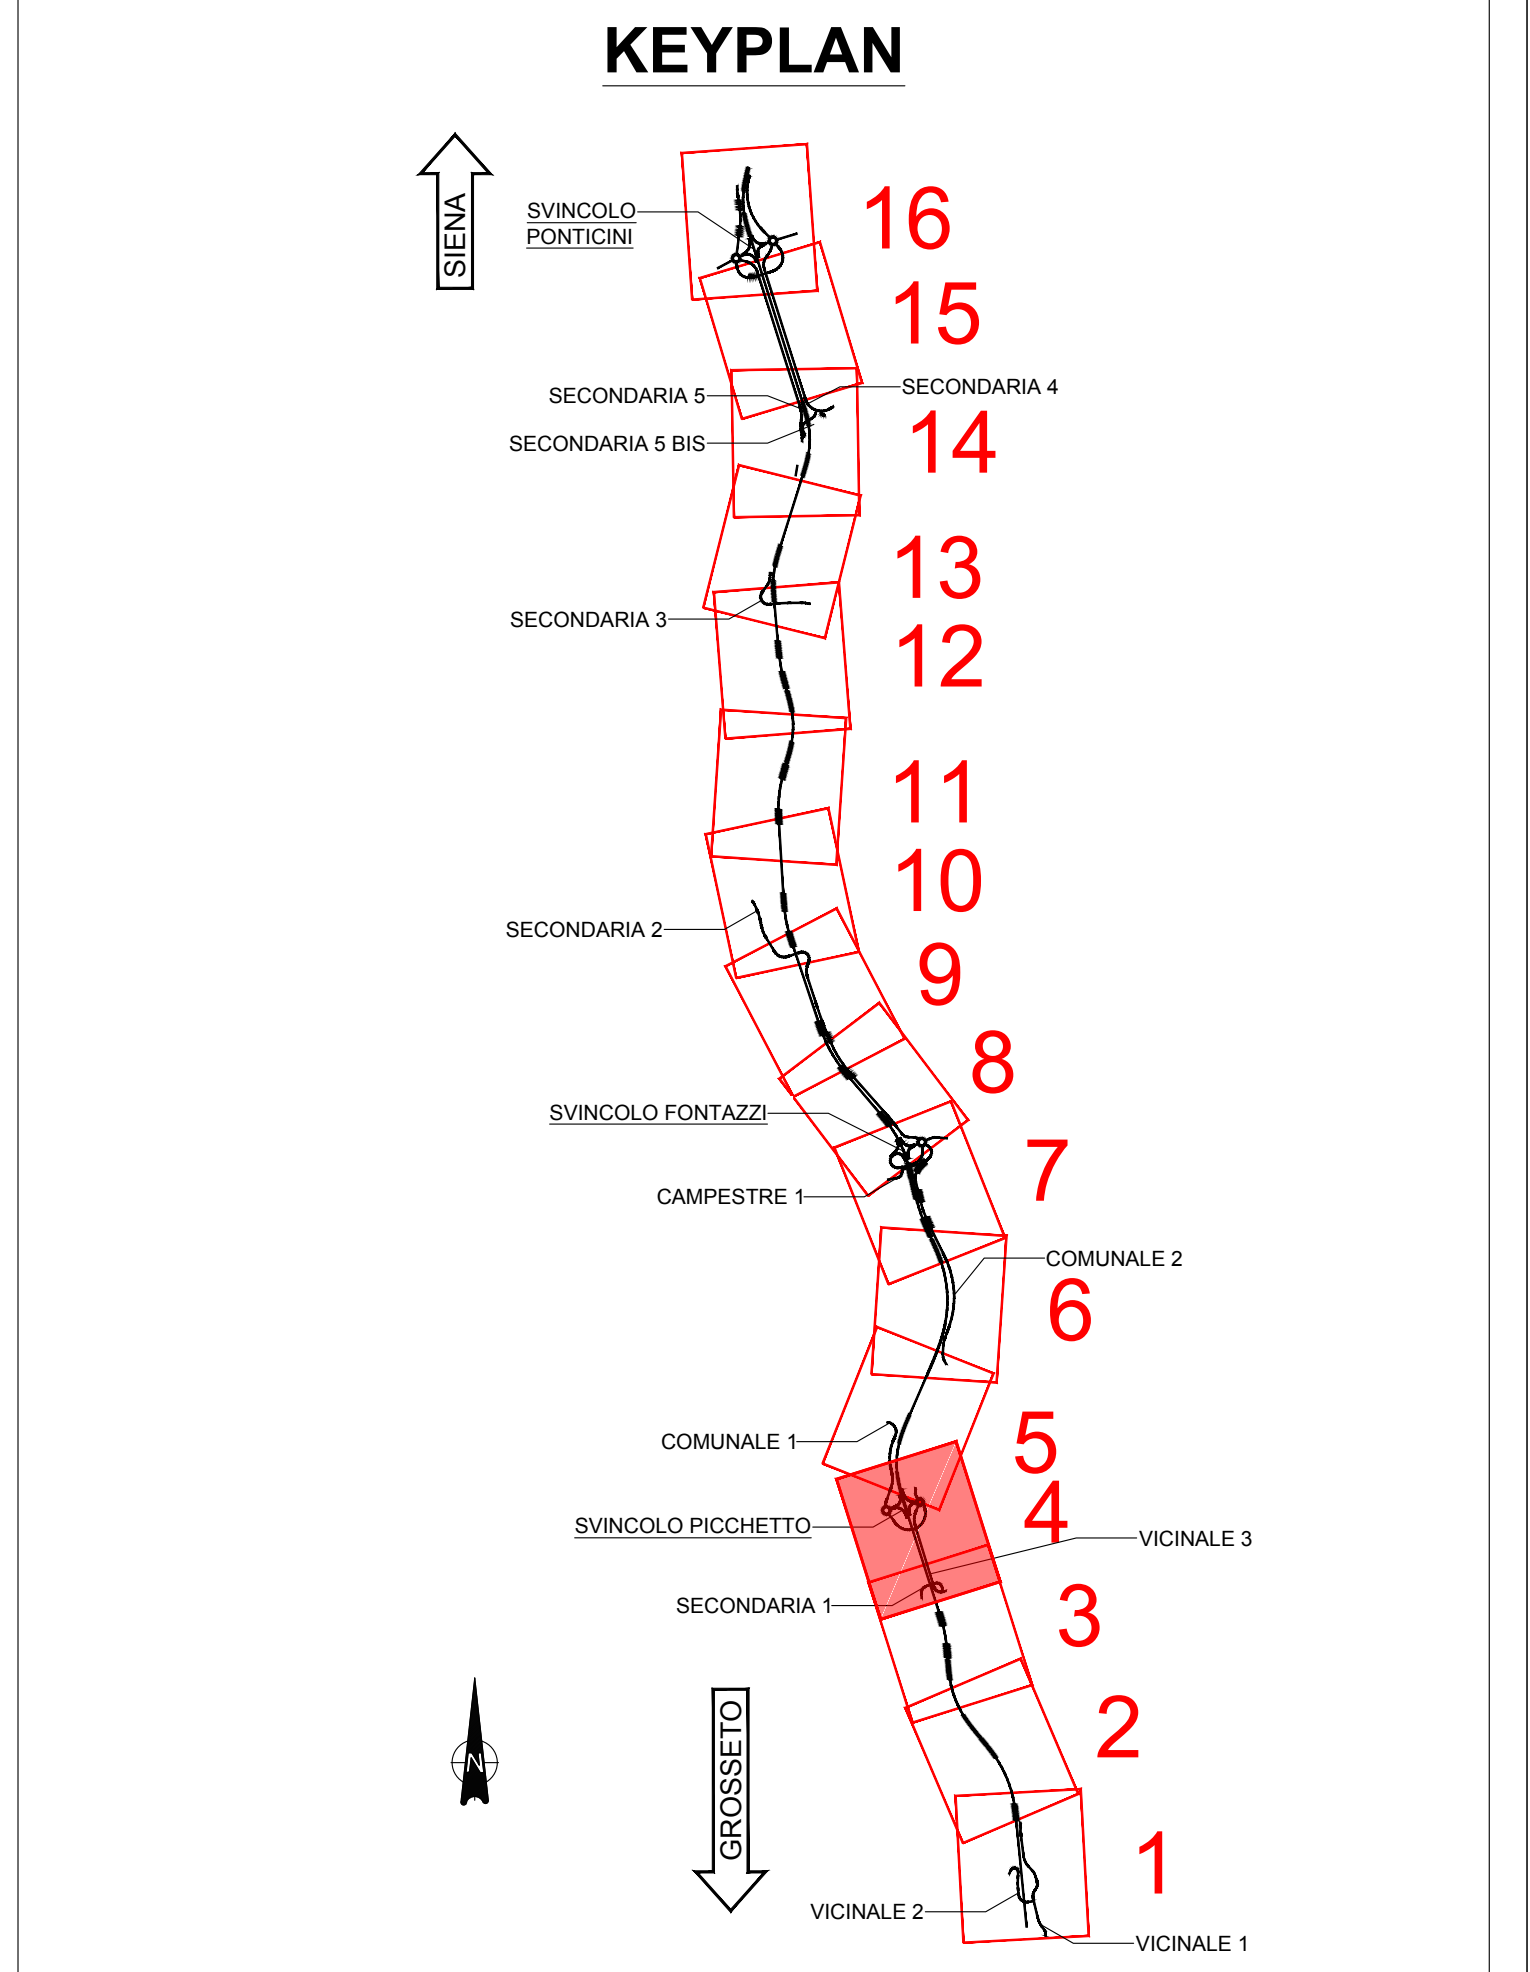 KEYPLAN
SIENA
SVINCOLO
PONTICINI
16
15
SECONDARIA 5
SECONDARIA 4
14
SECONDARIA 5 BIS
13
SECONDARIA 3
12
11
10
SECONDARIA 2
9
8
SVINCOLO FONTAZZI
7
CAMPESTRE 1
COMUNALE 2
6
COMUNALE 1
5
4
SVINCOLO PICCHETTO
VICINALE 3
SECONDARIA 1
3
2
N
GROSSETO
1
VICINALE 2
VICINALE 1